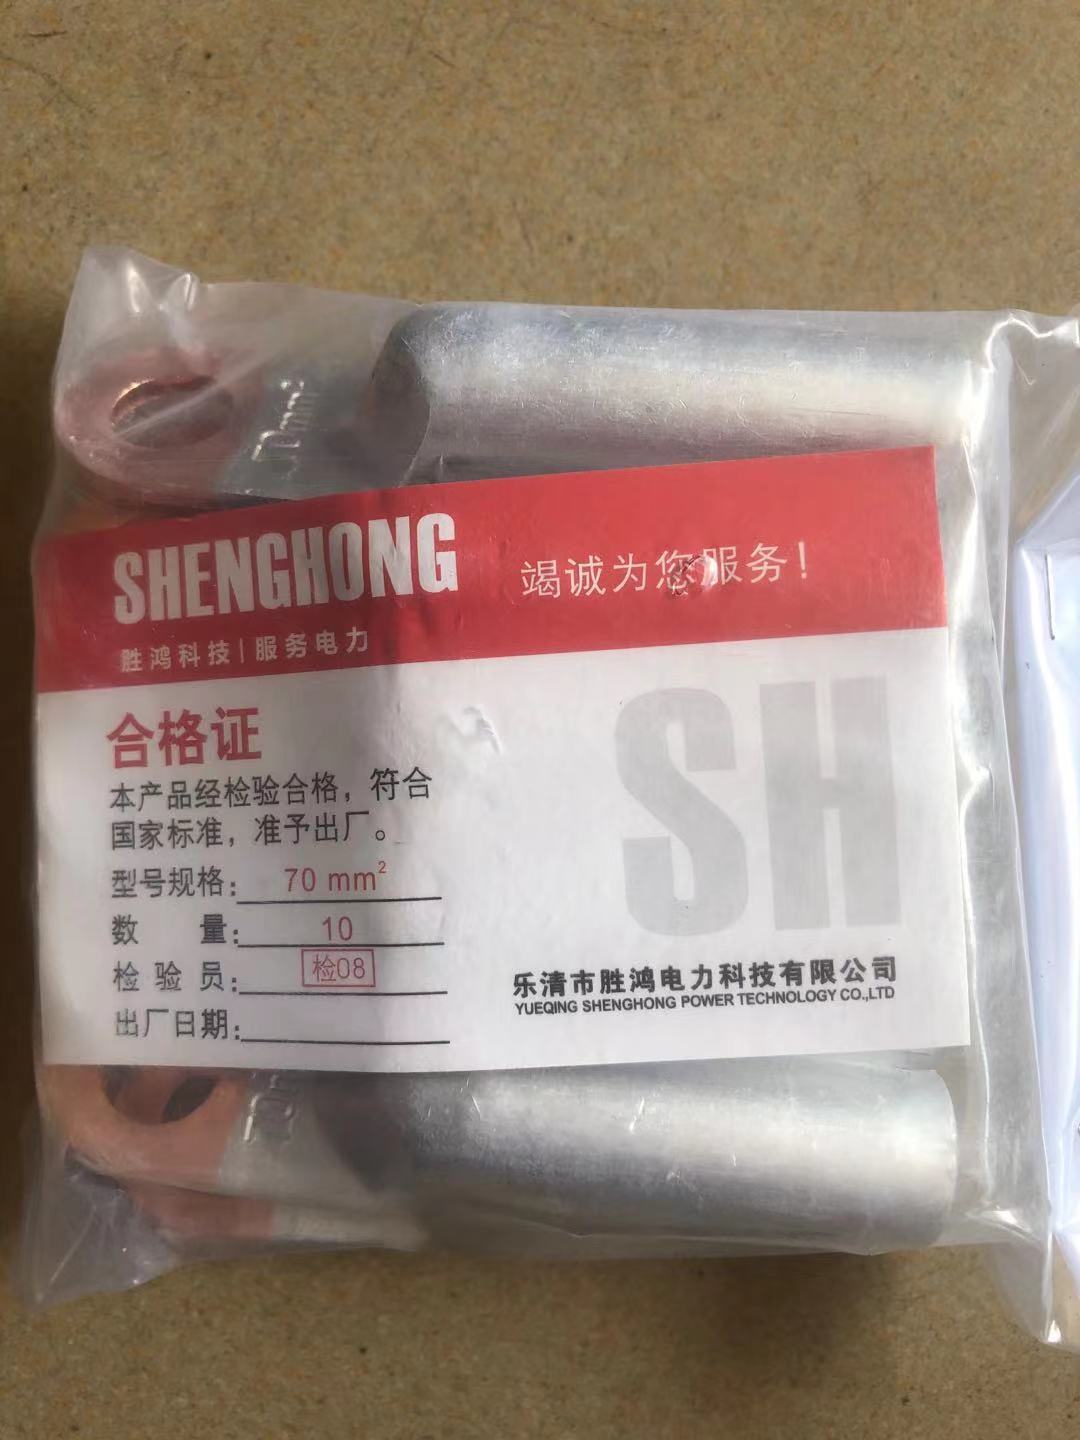 70mm²
SHENGHONG
竭诚为您服务！
胜鸿科技|服务电力
合格证
本产品经检验合格，符合
国家标准，准予出厂。
型号规格：70 mm²
数 量：10
检 验 员：检08
出厂日期：
SH
乐清市胜鸿电力科技有限公司
YUEQING SHENGHONG POWER TECHNOLOGY CO.,LTD